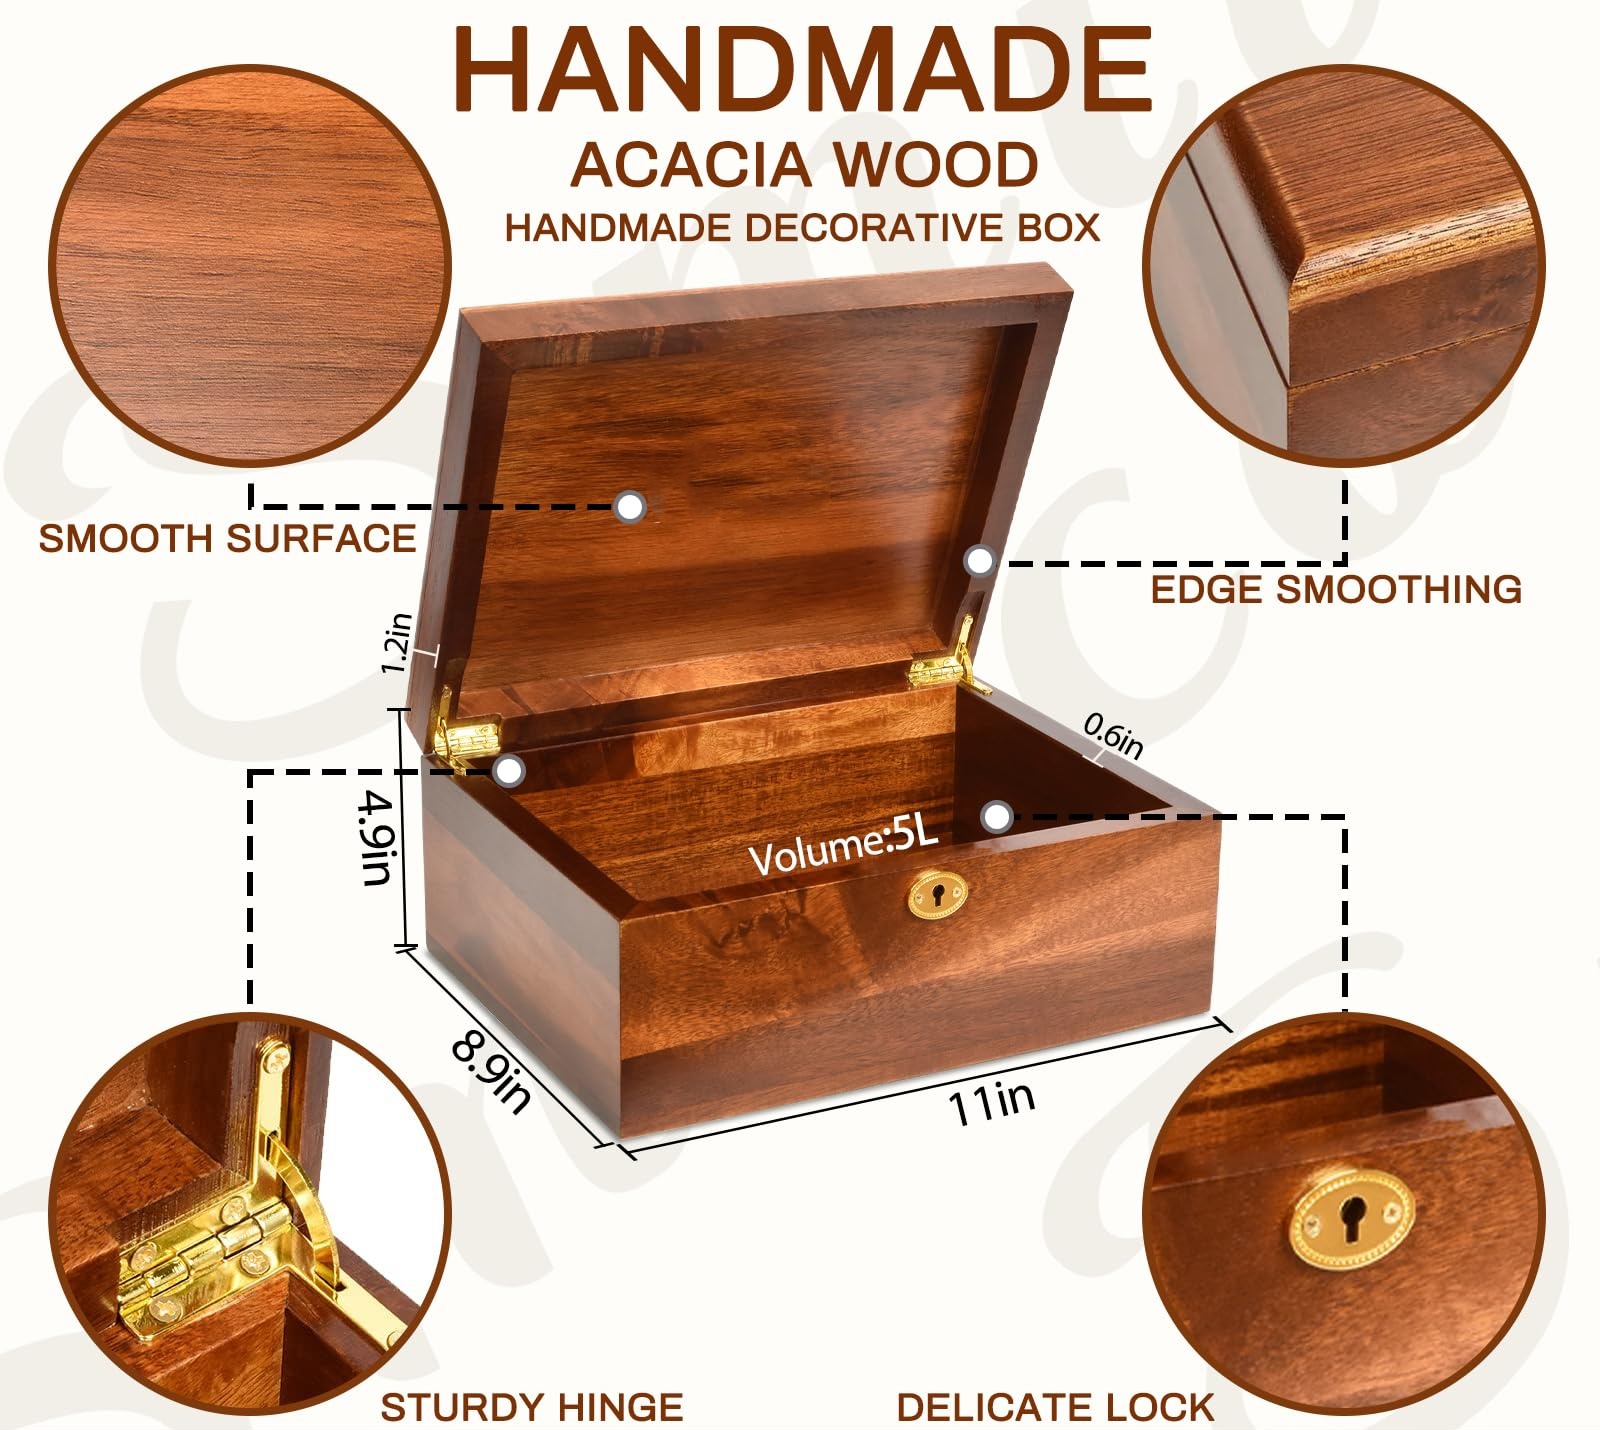 HANDMADE
ACACIA WOOD
HANDMADE DECORATIVE BOX
SMOOTH SURFACE
EDGE SMOOTHING
1.2in
0.6in
4.9in
Volume:5L
8.9in
11in
STURDY HINGE
DELICATE LOCK